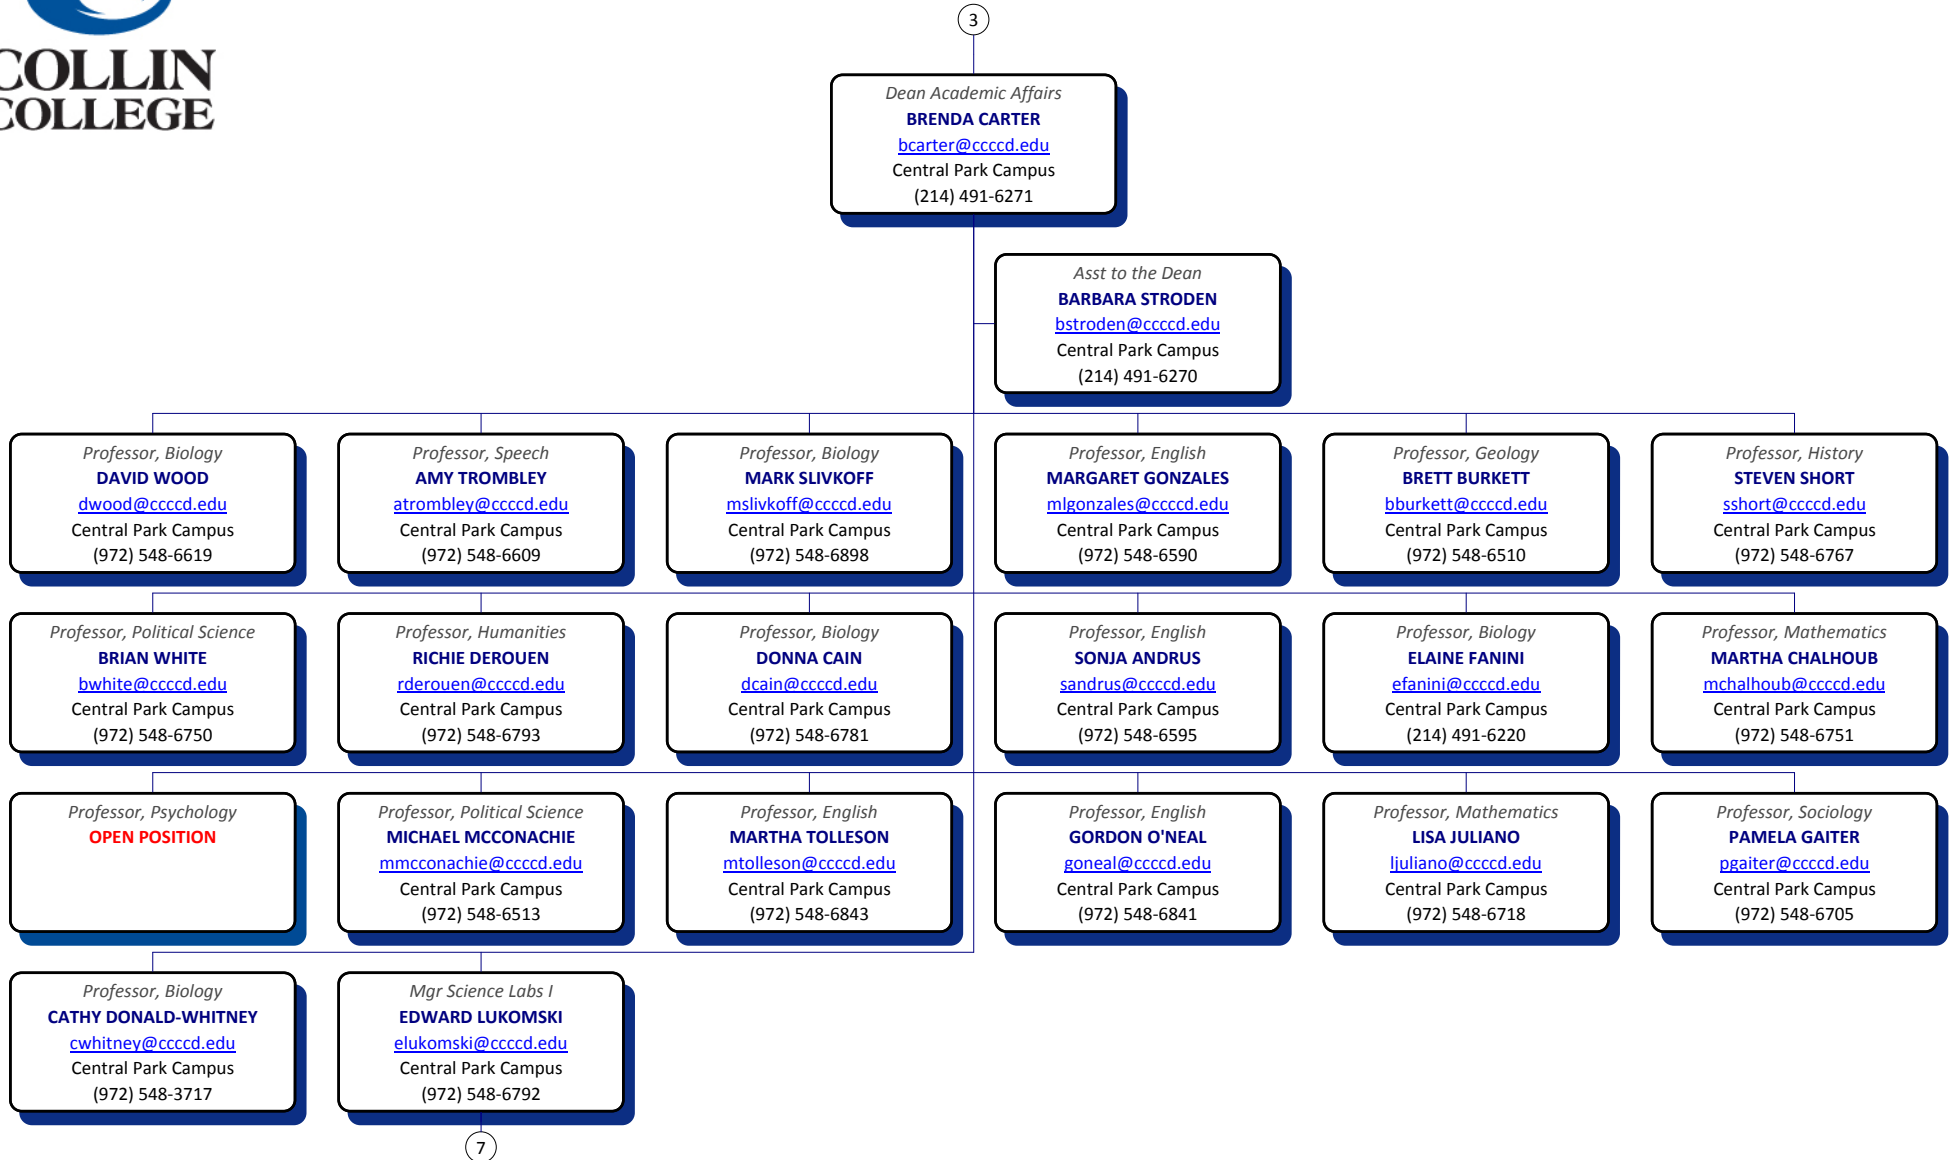 COLLIN
COLLEGE
3
Dean Academic Affairs
BRENDA CARTER
bcarter@ccccd.edu
Central Park Campus
(214) 491-6271
Asst to the Dean
BARBARA STRODEN
bstroden@ccccd.edu
Central Park Campus
(214) 491-6270
Professor, Biology
DAVID WOOD
dwood@ccccd.edu
Central Park Campus
(972) 548-6619
Professor, Speech
AMY TROMBLEY
atrombley@ccccd.edu
Central Park Campus
(972) 548-6609
Professor, Biology
MARK SLIVKOFF
mslivkoff@ccccd.edu
Central Park Campus
(972) 548-6898
Professor, English
MARGARET GONZALES
mlgonzales@ccccd.edu
Central Park Campus
(972) 548-6590
Professor, Geology
BRETT BURKETT
bburkett@ccccd.edu
Central Park Campus
(972) 548-6510
Professor, History
STEVEN SHORT
sshort@ccccd.edu
Central Park Campus
(972) 548-6767
Professor, Political Science
BRIAN WHITE
bwhite@ccccd.edu
Central Park Campus
(972) 548-6750
Professor, Humanities
RICHIE DEROUEN
rderouen@ccccd.edu
Central Park Campus
(972) 548-6793
Professor, Biology
DONNA CAIN
dcain@ccccd.edu
Central Park Campus
(972) 548-6781
Professor, English
SONJA ANDRUS
sandrus@ccccd.edu
Central Park Campus
(972) 548-6595
Professor, Biology
ELAINE FANINI
efanini@ccccd.edu
Central Park Campus
(214) 491-6220
Professor, Mathematics
MARTHA CHALHOUB
mchalhoub@ccccd.edu
Central Park Campus
(972) 548-6751
Professor, Psychology
OPEN POSITION
Professor, Political Science
MICHAEL MCCONACHIE
mmcconachie@ccccd.edu
Central Park Campus
(972) 548-6513
Professor, English
MARTHA TOLLESON
mtolleson@ccccd.edu
Central Park Campus
(972) 548-6843
Professor, English
GORDON O'NEAL
goneal@ccccd.edu
Central Park Campus
(972) 548-6841
Professor, Mathematics
LISA JULIANO
ljuliano@ccccd.edu
Central Park Campus
(972) 548-6718
Professor, Sociology
PAMELA GAITER
pgaiter@ccccd.edu
Central Park Campus
(972) 548-6705
Professor, Biology
CATHY DONALD-WHITNEY
cwhitney@ccccd.edu
Central Park Campus
(972) 548-3717
Mgr Science Labs I
EDWARD LUKOMSKI
elukomski@ccccd.edu
Central Park Campus
(972) 548-6792
7